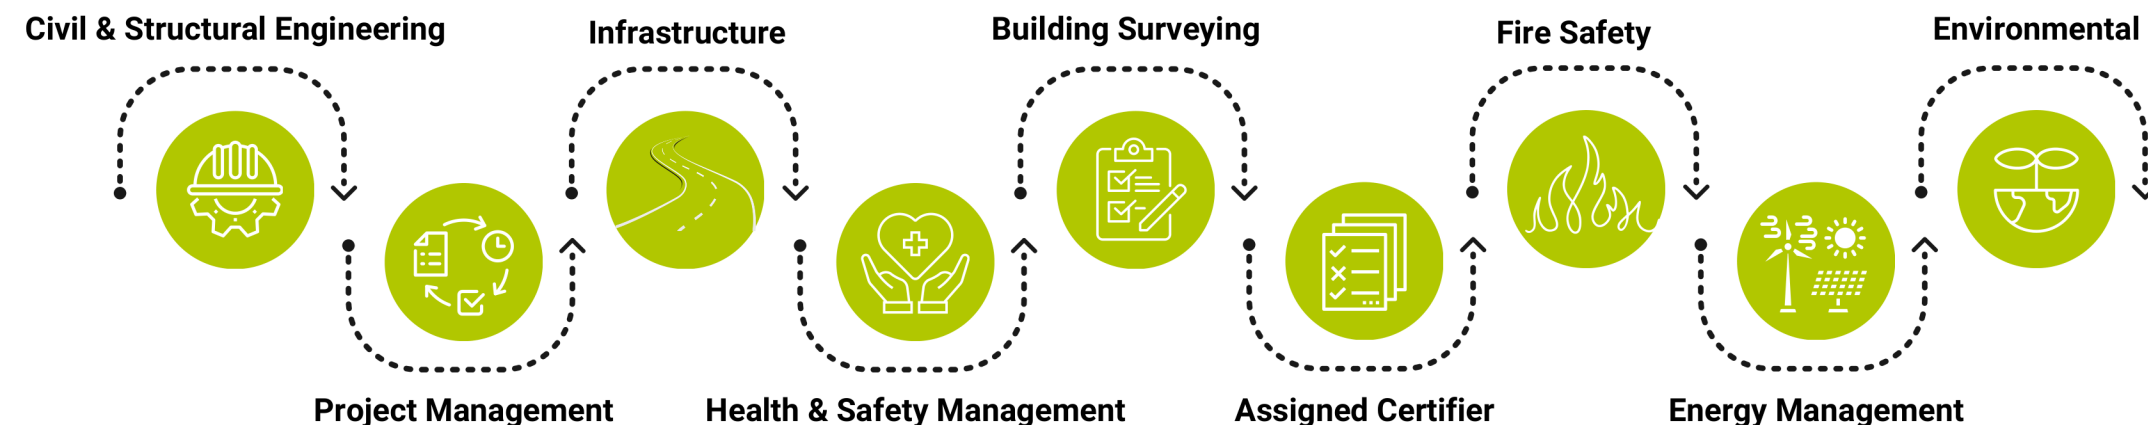 Civil & Structural Engineering
Infrastructure
Building Surveying
Fire Safety
Environmental
Project Management
Health & Safety Management
Assigned Certifier
Energy Management